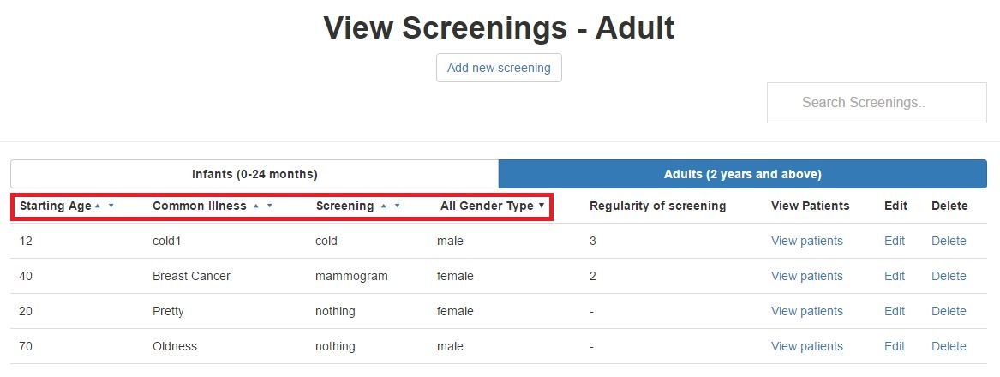 View Screenings - Adult
Add new screening
Search Screenings..
Infants (0-24 months) Adults (2 years and above)
Starting Age ▲ ▼ Common Illness ▲ ▼ Screening ▲ ▼ All Gender Type ▼ Regularity of screening View Patients Edit Delete
12 cold1 cold male 3 View patients Edit Delete
40 Breast Cancer mammogram female 2 View patients Edit Delete
20 Pretty nothing female - View patients Edit Delete
70 Oldness nothing male - View patients Edit Delete